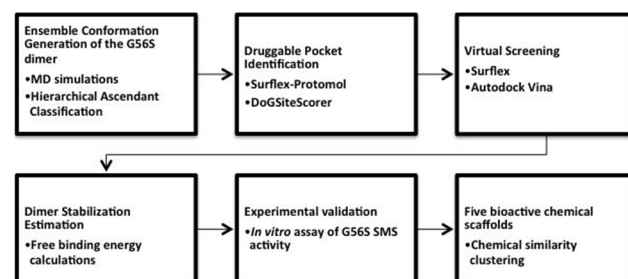 Ensemble Conformation
Generation of the G56S
dimer
•MD simulations
•Hierarchical Ascendant
Classification
Druggable Pocket
Identification
•Surflex-Protomol
•DoGSiteScorer
Virtual Screening
•Surflex
•Autodock Vina
Dimer Stabilization
Estimation
•Free binding energy
calculations
Experimental validation
•In vitro assay of G56S SMS
activity
Five bioactive chemical
scaffolds
•Chemical similarity
clustering